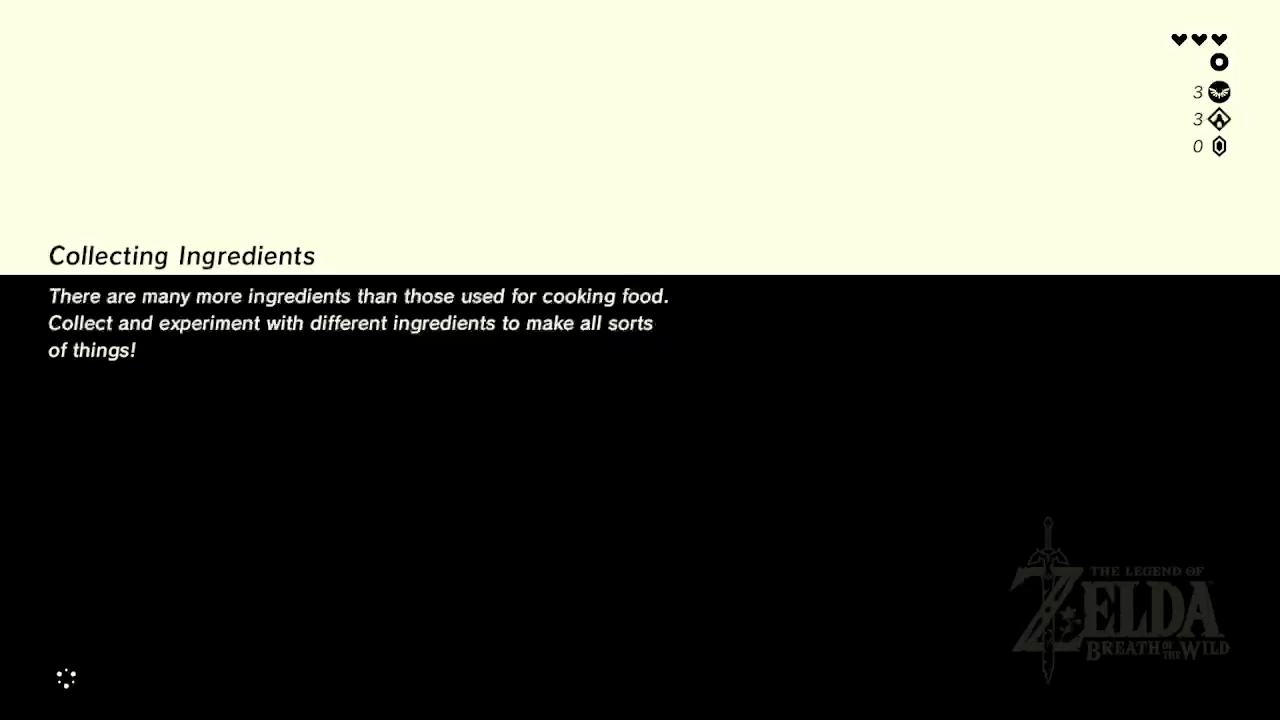 3
3
0
Collecting Ingredients
There are many more ingredients than those used for cooking food.
Collect and experiment with different ingredients to make all sorts
of things!
THE LEGEND OF
ZELDA
BREATH OF THE WILD